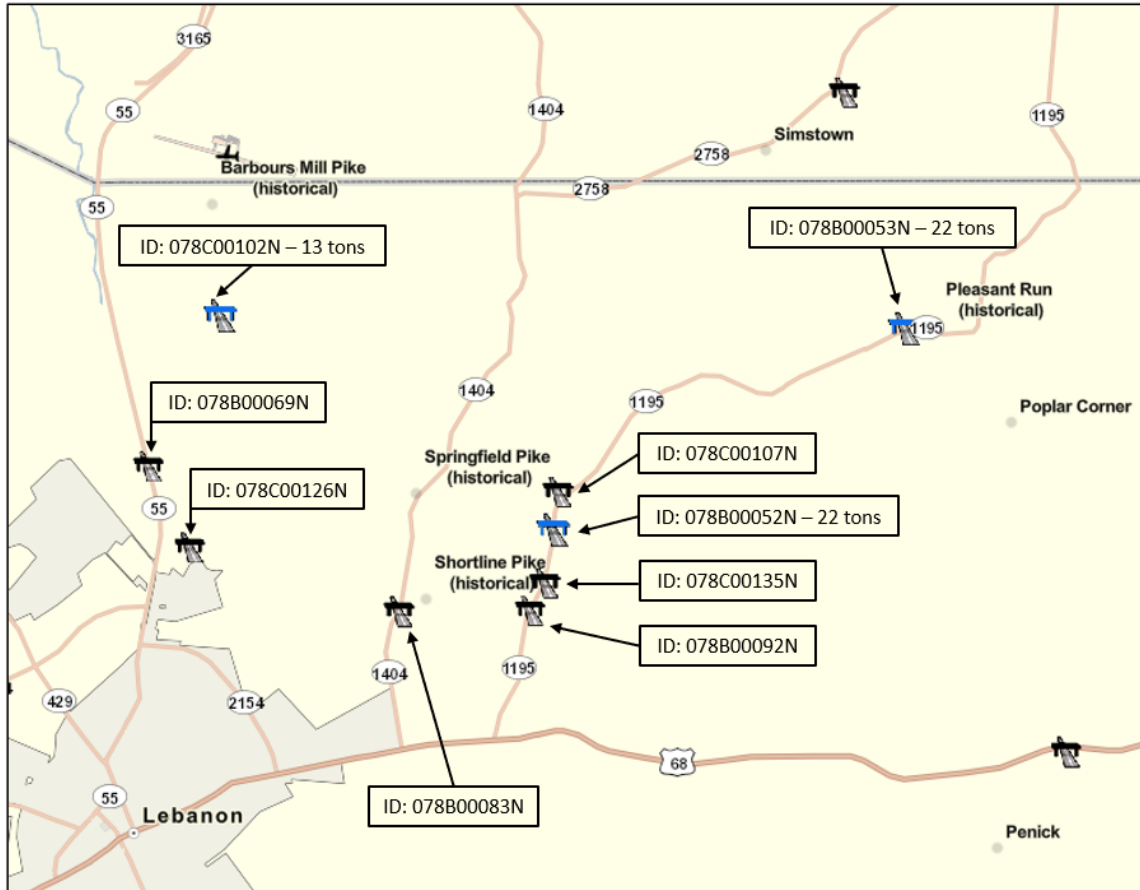 3165
55
1404
1195
Simstown
2758
Barbours Mill Pike
(historical)
2758
55
ID: 078C00102N – 13 tons
ID: 078B00053N – 22 tons
Pleasant Run
(historical)
1195
1404
1195
ID: 078B00069N
Poplar Corner
Springfield Pike
(historical)
ID: 078C00107N
ID: 078C00126N
55
ID: 078B00052N – 22 tons
Shortline Pike
(historical)
ID: 078C00135N
ID: 078B00092N
1404
1195
429
2154
68
55
ID: 078B00083N
Lebanon
Penick